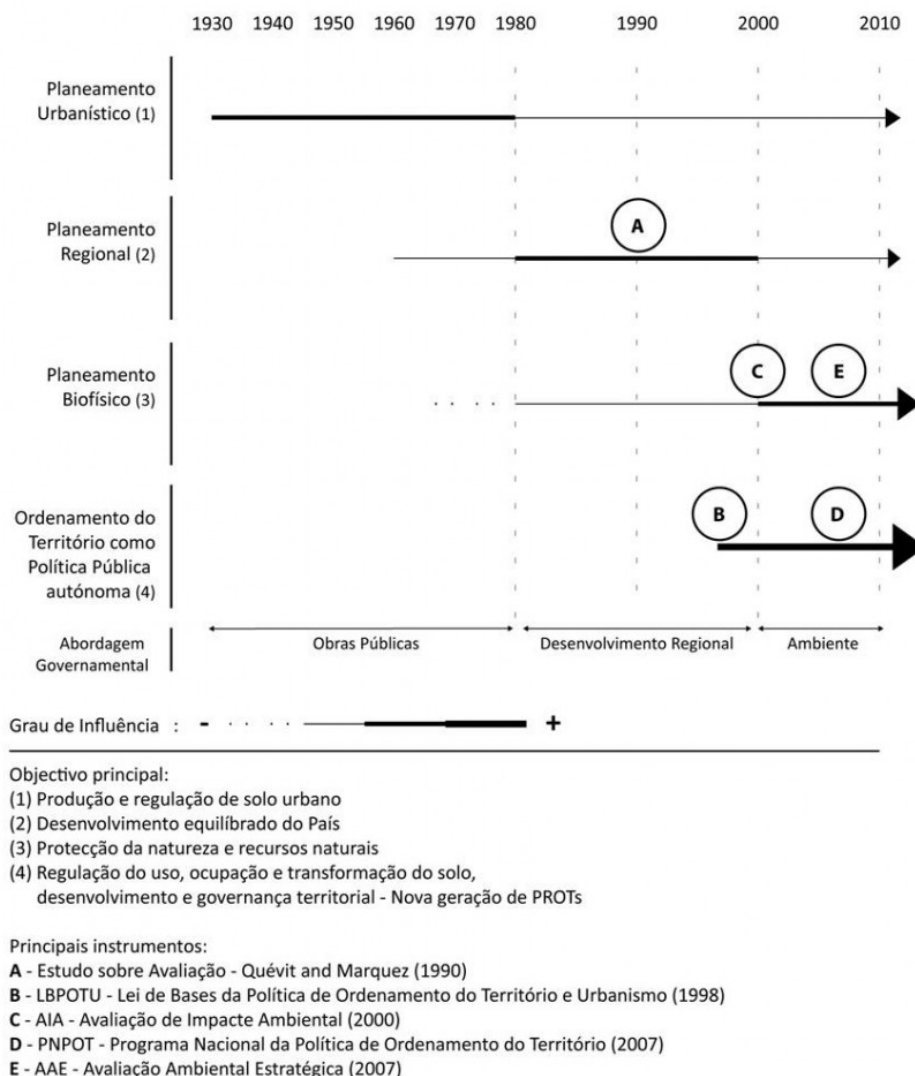 1930 1940 1950 1960 1970 1980 1990 2000 2010
Planeamento
Urbanístico (1)
Planeamento
Regional (2)
A
Planeamento
Biofísico (3)
C E
Ordenamento do
Território como
Política Pública
autónoma (4)
B D
Abordagem
Governamental
Obras Públicas Desenvolvimento Regional Ambiente
Grau de Influência : - +
Objectivo principal:
(1) Produção e regulação de solo urbano
(2) Desenvolvimento equilíbrado do País
(3) Protecção da natureza e recursos naturais
(4) Regulação do uso, ocupação e transformação do solo,
desenvolvimento e governança territorial - Nova geração de PROTs
Principais instrumentos:
A - Estudo sobre Avaliação - Quévit and Marquez (1990)
B - LBPOTU - Lei de Bases da Política de Ordenamento do Território e Urbanismo (1998)
C - AIA - Avaliação de Impacte Ambiental (2000)
D - PNPOT - Programa Nacional da Política de Ordenamento do Território (2007)
E - AAE - Avaliação Ambiental Estratégica (2007)